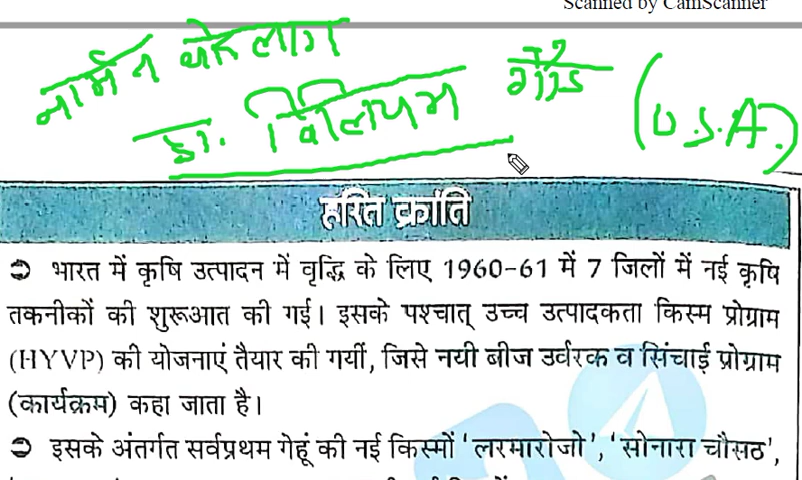 Scanned by CamScanner
नार्मन बोरलाग
डा. विलियम गैड (U.S.A.)
हरित क्रांति
➲ भारत में कृषि उत्पादन में वृद्धि के लिए 1960-61 में 7 जिलों में नई कृषि
तकनीकों की शुरूआत की गई। इसके पश्चात् उच्च उत्पादकता किस्म प्रोग्राम
(HYVP) की योजनाएं तैयार की गयीं, जिसे नयी बीज उर्वरक व सिंचाई प्रोग्राम
(कार्यक्रम) कहा जाता है।
➲ इसके अंतर्गत सर्वप्रथम गेहूं की नई किस्मों 'लरमारोजो', 'सोनारा चौसठ',